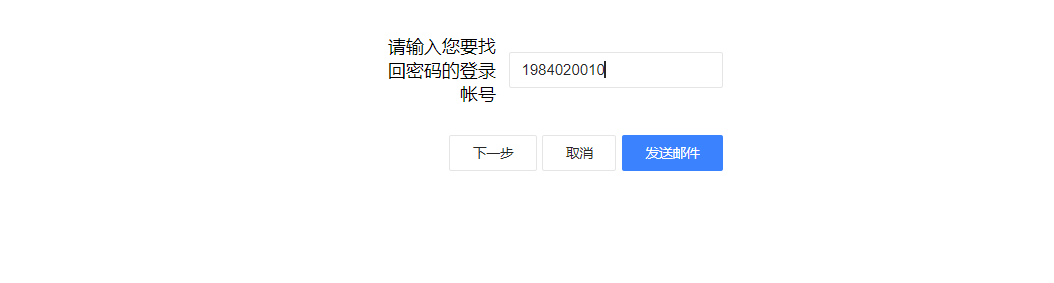 请输入您要找
回密码的登录
帐号
1984020010
下一步 取消 发送邮件